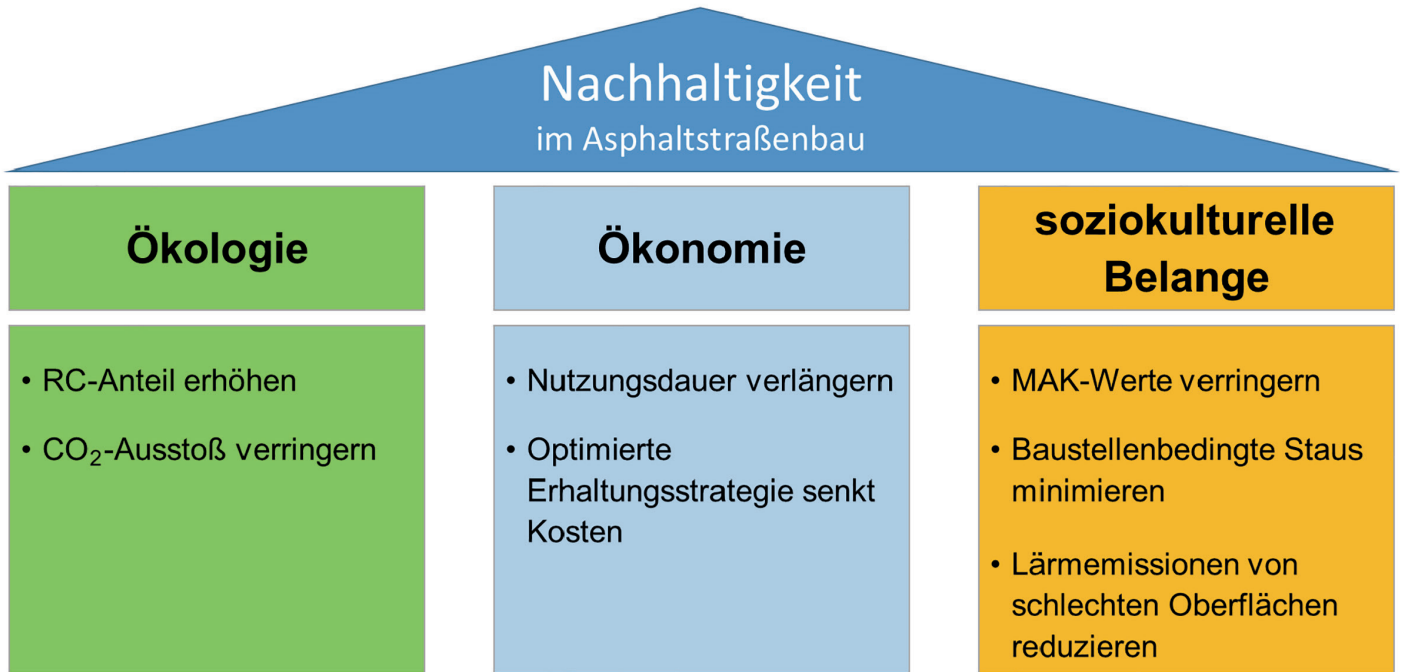 Nachhaltigkeit
im Asphaltstraßenbau
Ökologie
• RC-Anteil erhöhen
• CO₂-Ausstoß verringern
Ökonomie
• Nutzungsdauer verlängern
• Optimierte
Erhaltungsstrategie senkt
Kosten
soziokulturelle
Belange
• MAK-Werte verringern
• Baustellenbedingte Staus
minimieren
• Lärmemissionen von
schlechten Oberflächen
reduzieren